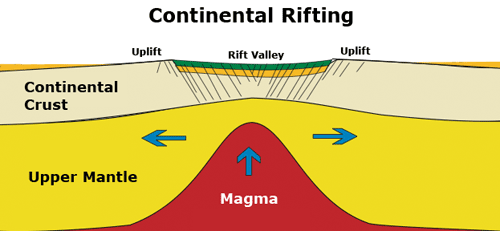 Continental Rifting
Uplift
Rift Valley
Uplift
Continental
Crust
Upper Mantle
Magma